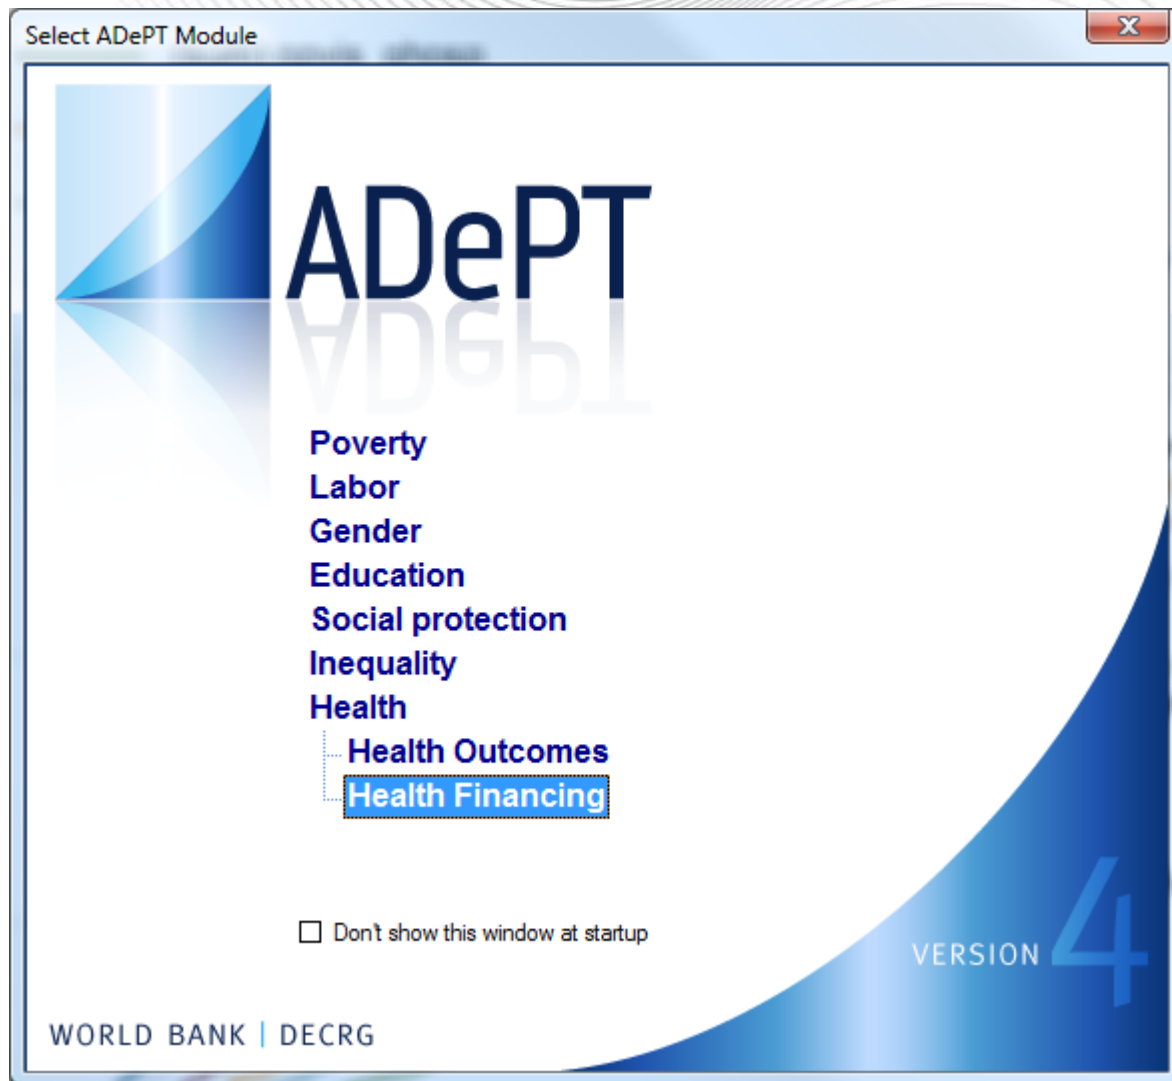 Select ADePT Module
ADePT
Poverty
Labor
Gender
Education
Social protection
Inequality
Health
Health Outcomes
Health Financing
Don't show this window at startup
VERSION 4
WORLD BANK | DECRG